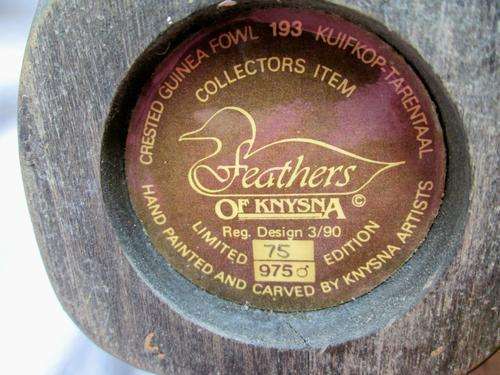 CRESTED GUINEA FOWL 193 KUIFKOP-TARENTAAL
COLLECTORS ITEM
Feathers
OF KNYSNA ©
Reg. Design 3/90
LIMITED EDITION
75
975 ♂
HAND PAINTED AND CARVED BY KNYSNA ARTISTS